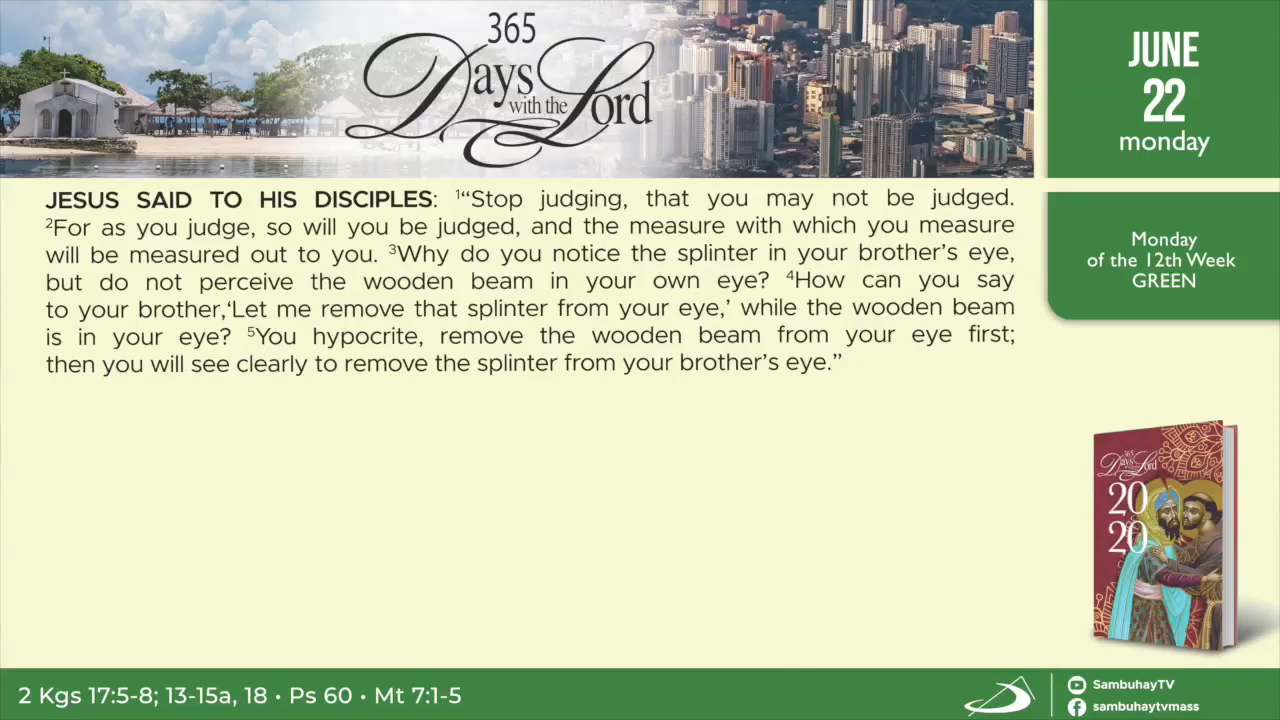 365
Days with the Lord
JUNE
22
monday
JESUS SAID TO HIS DISCIPLES: ¹“Stop judging, that you may not be judged.
²For as you judge, so will you be judged, and the measure with which you measure
will be measured out to you. ³Why do you notice the splinter in your brother’s eye,
but do not perceive the wooden beam in your own eye? ⁴How can you say
to your brother,‘Let me remove that splinter from your eye,’ while the wooden beam
is in your eye? ⁵You hypocrite, remove the wooden beam from your eye first;
then you will see clearly to remove the splinter from your brother’s eye.”
Monday
of the 12th Week
GREEN
365
Days with the Lord
20
20
2 Kgs 17:5-8; 13-15a, 18 • Ps 60 • Mt 7:1-5
SambuhayTV
sambuhaytvmass